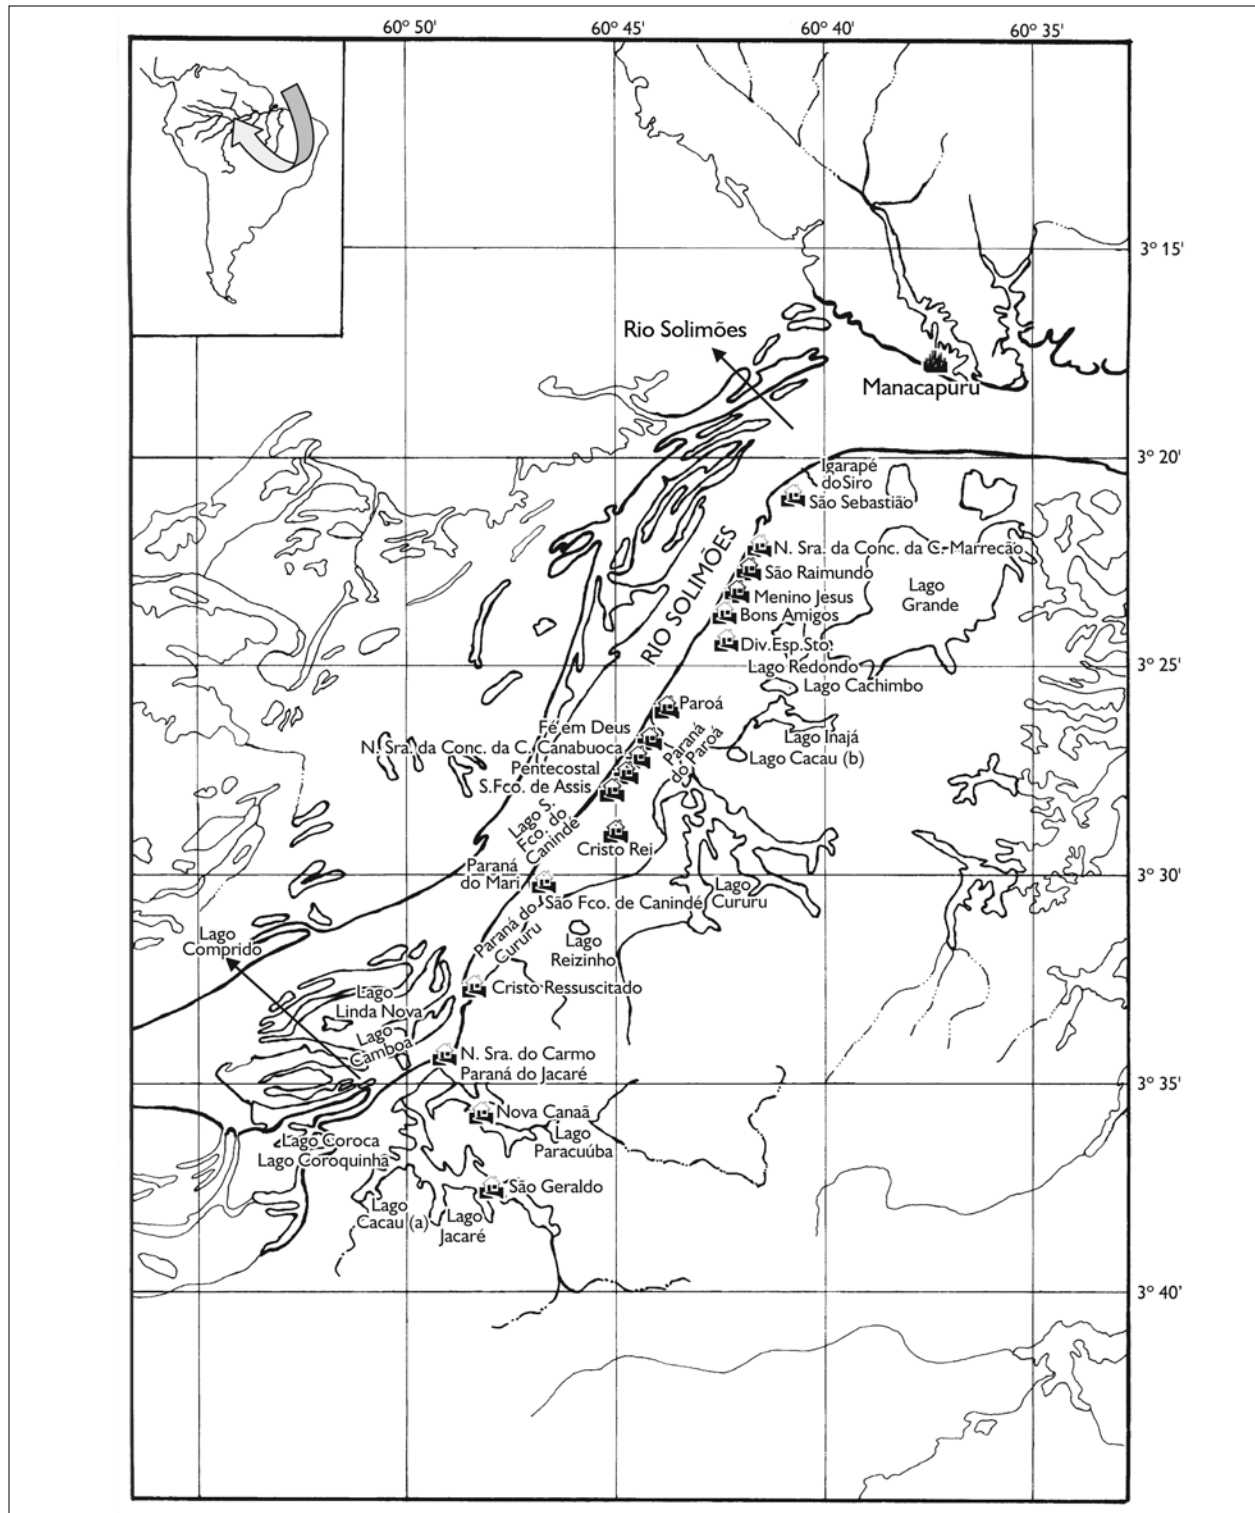 60° 50'
60° 45'
60° 40'
60° 35'
3° 15'
Rio Solimões
Manacapuru
3° 20'
Igarapé
do Siro
São Sebastião
RIO SOLIMÕES
N. Sra. da Conc. da C. Marrecão
São Raimundo
Menino Jesus
Bons Amigos
Lago
Grande
Div.Esp.Sto.
Lago Redondo
3° 25'
Lago Cachimbo
Paroá
Fé em Deus
Paraná
do Paroá
Lago Inajá
N. Sra. da Conc. da C. Canabuoca
Lago Cacau (b)
Pentecostal
S.Fco. de Assis
Lago S.
Fco. do
Canindé
Cristo Rei
Paraná
do Mari
3° 30'
São Fco. de Canindé
Lago
Cururu
Paraná do
Cururu
Lago
Comprido
Lago
Reizinho
Cristo Ressuscitado
Lago
Linda Nova
Lago
Camboa
N. Sra. do Carmo
Paraná do Jacaré
3° 35'
Nova Canaã
Lago
Paracuúba
Lago Coroca
Lago Coroquinha
São Geraldo
Lago
Cacau (a)
Lago
Jacaré
3° 40'